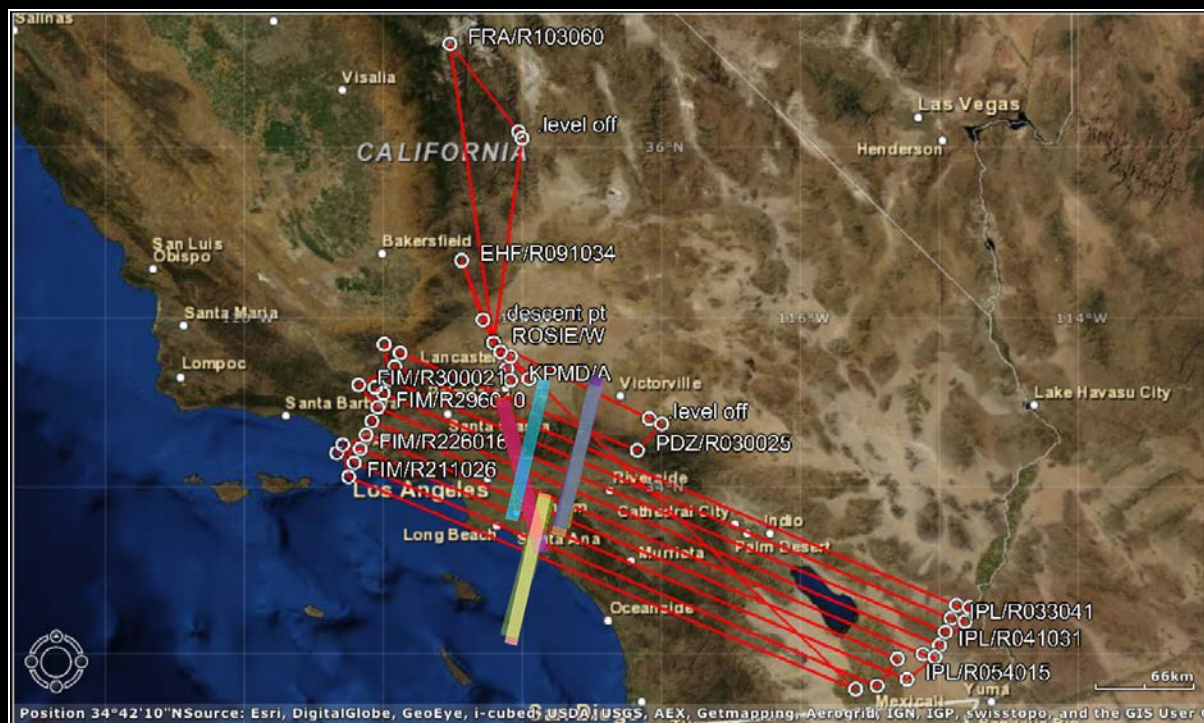 Salinas
FRA/R103060
Visalia
.level off
Las Vegas
CALIFORNIA
36°N
Henderson
San Luis
Obispo
Bakersfield
EHF/R091034
Santa Maria
.descent pt
116°W
114°W
ROSIE/W
Lompoc
Lancaster
KPMD/A
FIM/R300021
Victorville
Lake Havasu City
Santa Barb
FIM/R296010
.level off
FIM/R226016
PDZ/R030025
FIM/R211026
Riverside
Los Angeles
34°N
Cathedral City
Indio
Long Beach
Santa Ana
Palm Desert
Murrieta
Oceanside
IPL/R033041
IPL/R041031
IPL/R054015
66km
Mexicali
Yuma
Position 34°42'10"NSource: Esri, DigitalGlobe, GeoEye, i-cubed, USDA, USGS, AEX, Getmapping, Aerogrid, IGN, IGP, swisstopo, and the GIS User